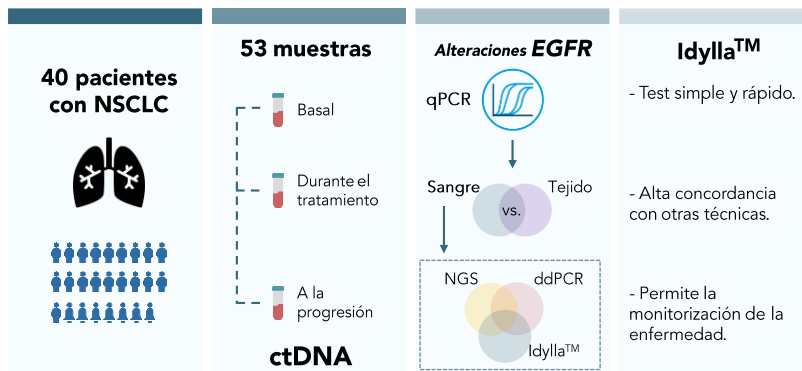 40 pacientes
con NSCLC
53 muestras
Basal
Durante el
tratamiento
A la
progresión
ctDNA
Alteraciones EGFR
qPCR
Sangre
vs.
Tejido
NGS
ddPCR
Idylla™
Idylla™
- Test simple y rápido.
- Alta concordancia
con otras técnicas.
- Permite la
monitorización de la
enfermedad.